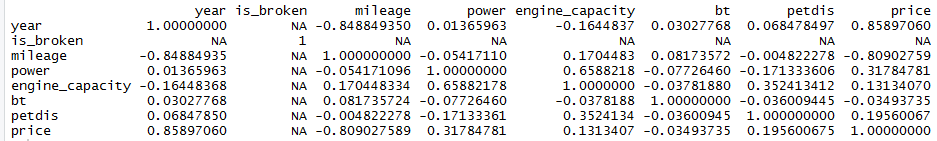 year is_broken mileage power engine_capacity bt petdis price
year 1.00000000 NA -0.848849350 0.01365963 -0.1644837 0.03027768 0.068478497 0.85897060
is_broken NA 1 NA NA NA NA NA NA
mileage -0.84884935 NA 1.000000000 -0.05417110 0.1704483 0.08173572 -0.004822278 -0.80902759
power 0.01365963 NA -0.054171096 1.00000000 0.6588218 -0.07726460 -0.171333606 0.31784781
engine_capacity -0.16448368 NA 0.170448334 0.65882178 1.0000000 -0.03781880 0.352413412 0.13134070
bt 0.03027768 NA 0.081735724 -0.07726460 -0.0378188 1.00000000 -0.036009445 -0.03493735
petdis 0.06847850 NA -0.004822278 -0.17133361 0.3524134 -0.03600945 1.000000000 0.19560067
price 0.85897060 NA -0.809027589 0.31784781 0.1313407 -0.03493735 0.195600675 1.00000000